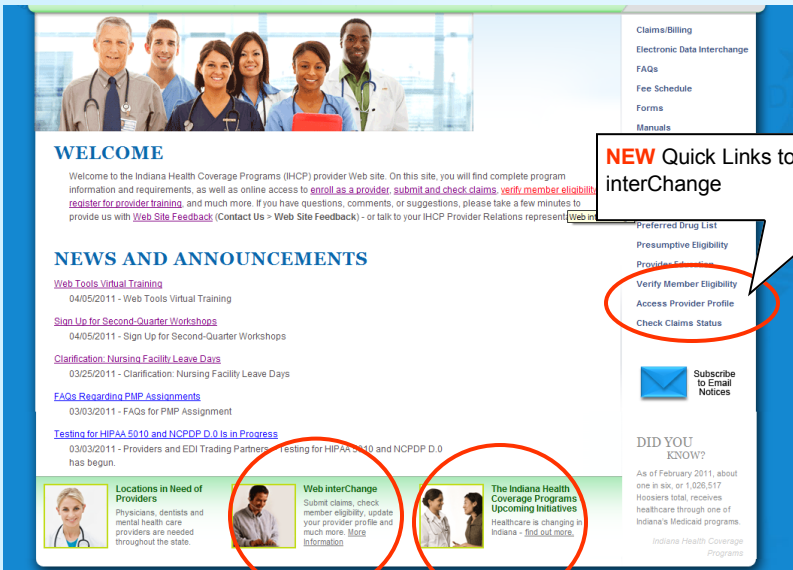 WELCOME
Welcome to the Indiana Health Coverage Programs (IHCP) provider Web site. On this site, you will find complete program
information and requirements, as well as online access to enroll as a provider, submit and check claims, verify member eligibility
register for provider training, and much more. If you have questions, comments, or suggestions, please take a few minutes to
provide us with Web Site Feedback (Contact Us > Web Site Feedback) - or talk to your IHCP Provider Relations
Web
NEWS AND ANNOUNCEMENTS
Web Tools Virtual Training
04/05/2011 - Web Tools Virtual Training
Sign Up for Second-Quarter Workshops
04/05/2011 - Sign Up for Second-Quarter Workshops
Clarification: Nursing Facility Leave Days
03/25/2011 - Clarification: Nursing Facility Leave Days
FAQs Regarding PMP Assignments
03/03/2011 - FAQs for PMP Assignment
Testing for HIPAA 5010 and NCPDP D.0 Is in Progress
03/03/2011 - Providers and EDI Trading Partners - Testing for HIPAA 5010 and NCPDP D.0
has begun.
Locations in Need of
Providers
Physicians, dentists and
mental health care
providers are needed
throughout the state.
Web interChange
Submit claims, check
member eligibility, update
your provider profile and
much more. More
Information
The Indiana Health
Coverage Programs
Upcoming Initiatives
Healthcare is changing in
Indiana - find out more.
Claims/Billing
Electronic Data Interchange
FAQs
Fee Schedule
Forms
Manuals
NEW Quick Links to
interChange
Preferred Drug List
Presumptive Eligibility
Provider Education
Verify Member Eligibility
Access Provider Profile
Check Claims Status
Subscribe
to Email
Notices
DID YOU
KNOW?
As of February 2011, about
one in six, or 1,026,517
Hoosiers total, receives
healthcare through one of
Indiana's Medicaid programs.
Indiana Health Coverage
Programs